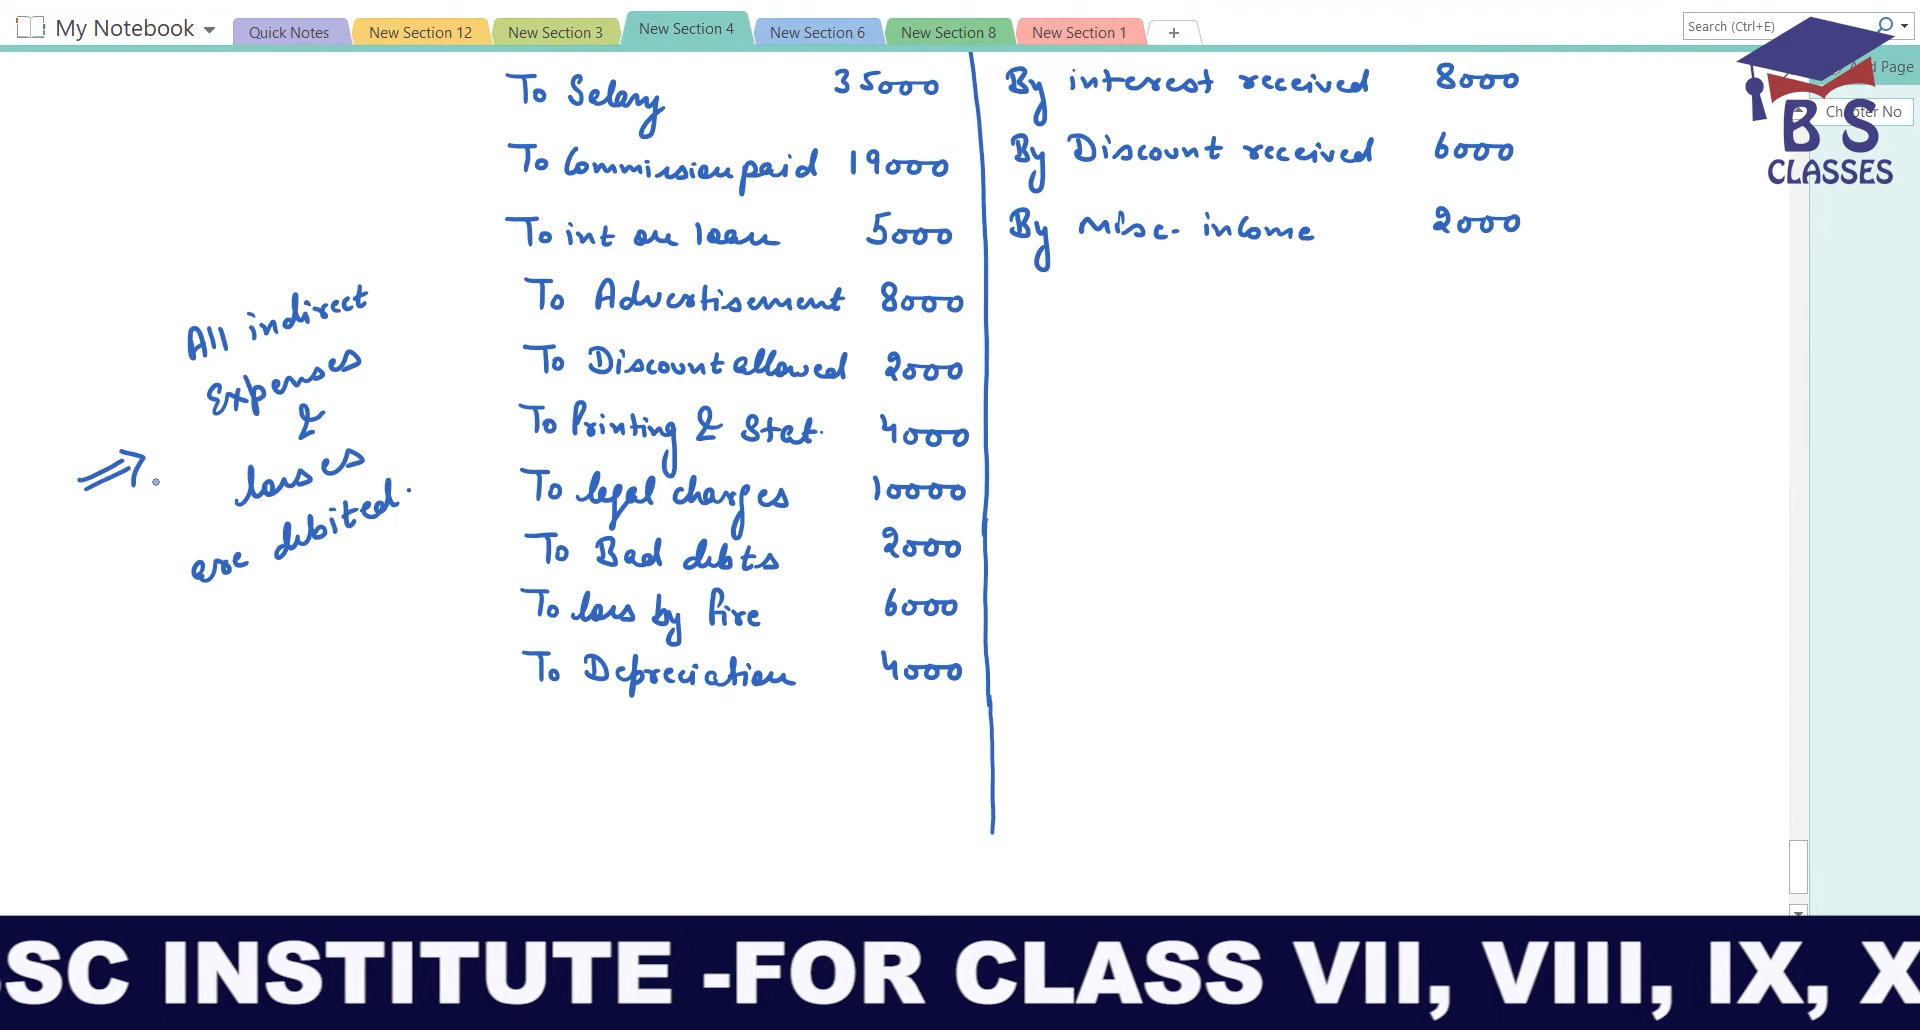 My Notebook
Quick Notes
New Section 12
New Section 3
New Section 4
New Section 6
New Section 8
New Section 1
+
Search (Ctrl+E)
d Page
Ch
ter No
BS
CLASSES
To Selary 35000
To Commission paid 19000
To int on loan 5000
To Advertisement 8000
To Discount allowed 2000
To Printing & Stat. 4000
To legal charges 10000
To Bad debts 2000
To loss by fire 6000
To Depreciation 4000
By interest received 8000
By Discount received 6000
By Misc. income 2000
All indirect
Expenses
&
losses
are debited.
SC INSTITUTE -FOR CLASS VII, VIII, IX, X